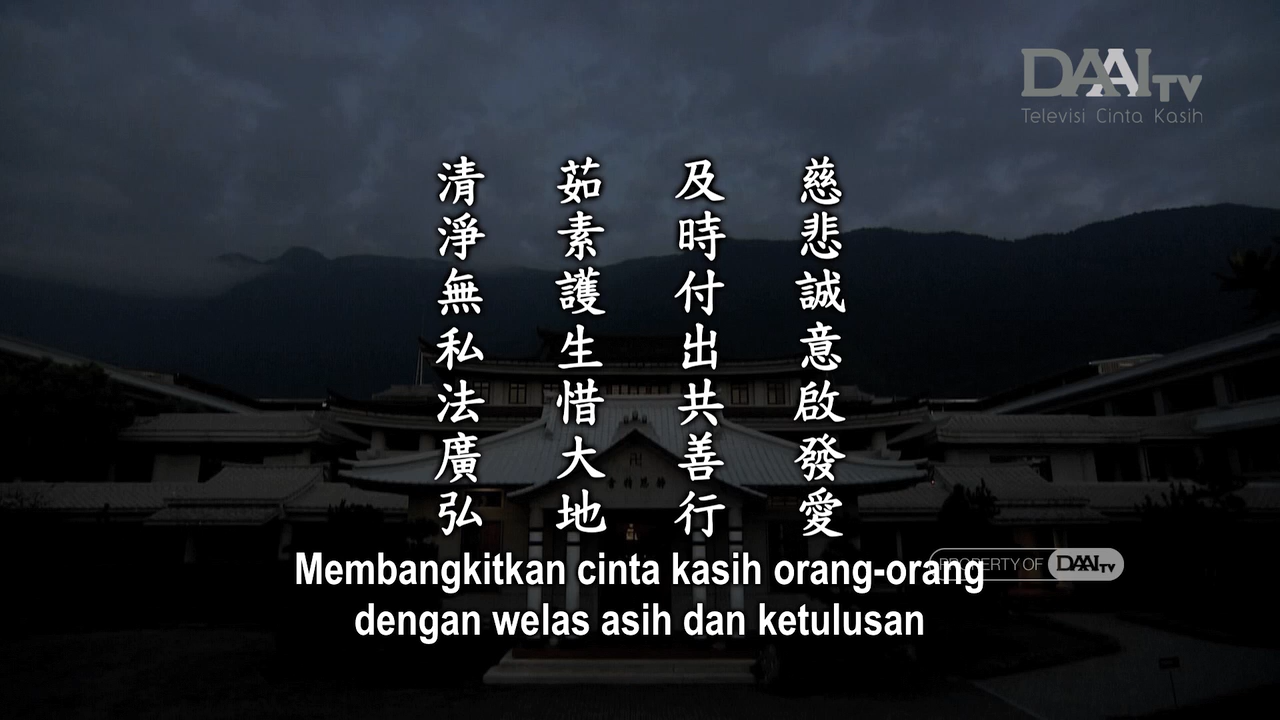 DAAI TV
Televisi Cinta Kasih
慈悲誠意啟發愛
及時付出共善行
茹素護生惜大地
清淨無私法廣弘
Membangkitkan cinta kasih orang-orang
dengan welas asih dan ketulusan
PROPERTY OF DAAI TV